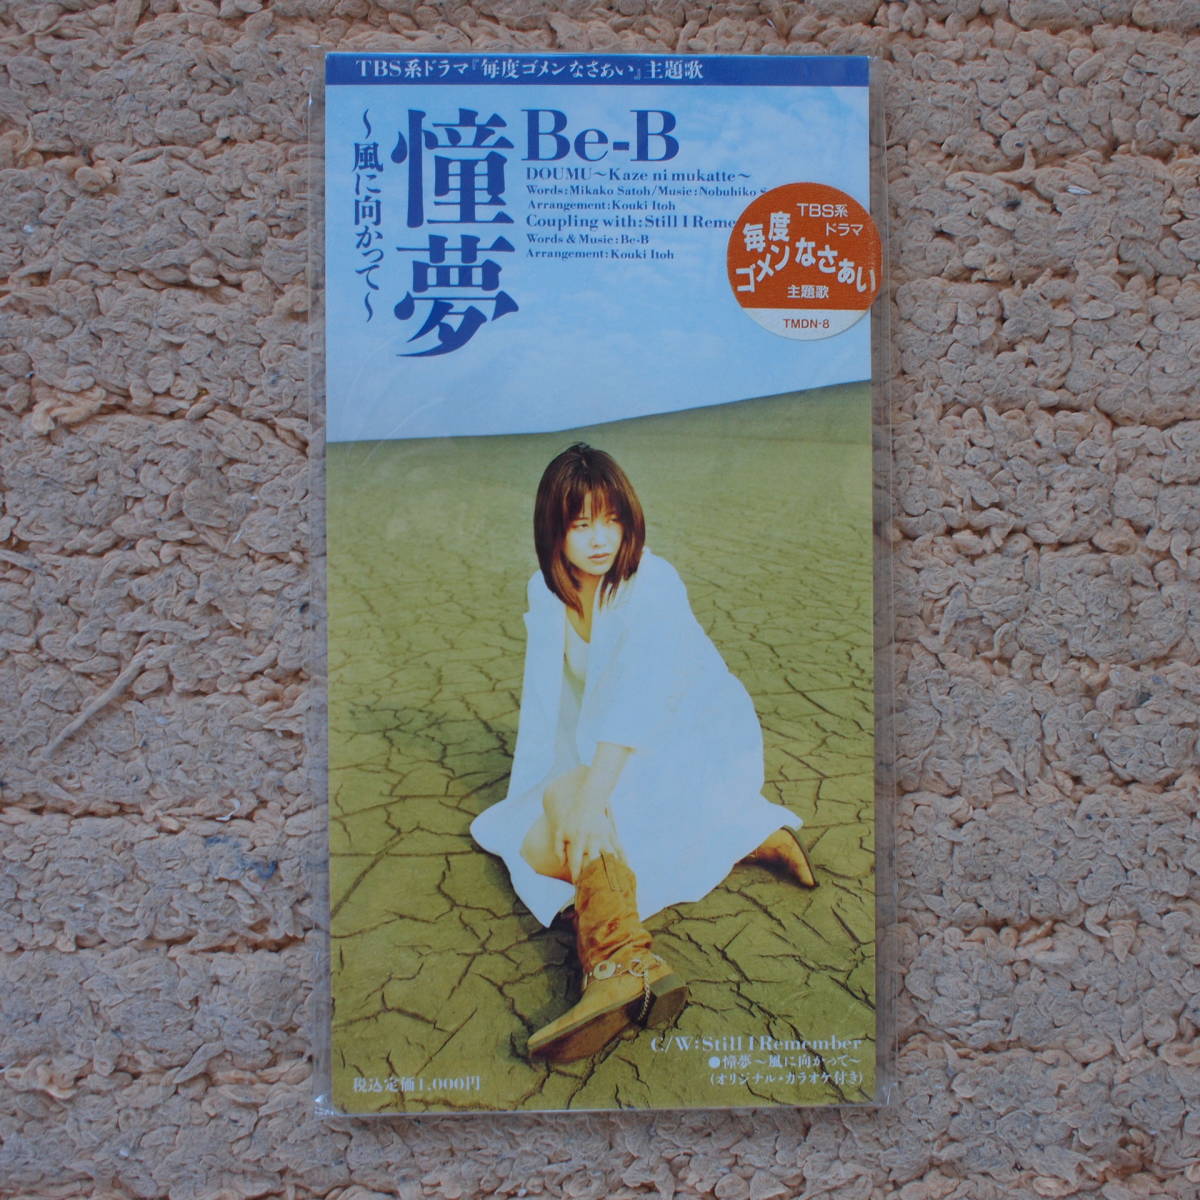 TBS系ドラマ『毎度ゴメンなさぁい』主題歌
憧夢
〜風に向かって〜
Be-B
DOUMU〜Kaze ni mukatte〜
Words:Mikako Satoh/Music:Nobuhiko
Arrangement:Kouki Itoh
Coupling with:Still I
Words & Music:Be-B
Arrangement:Kouki Itoh
TBS系
ドラマ
毎度
ゴメンなさぁい
主題歌
TMDN-8
C/W:Still I Remember
●憧夢〜風に向かって〜
(オリジナル・カラオケ付き)
税込定価1,000円